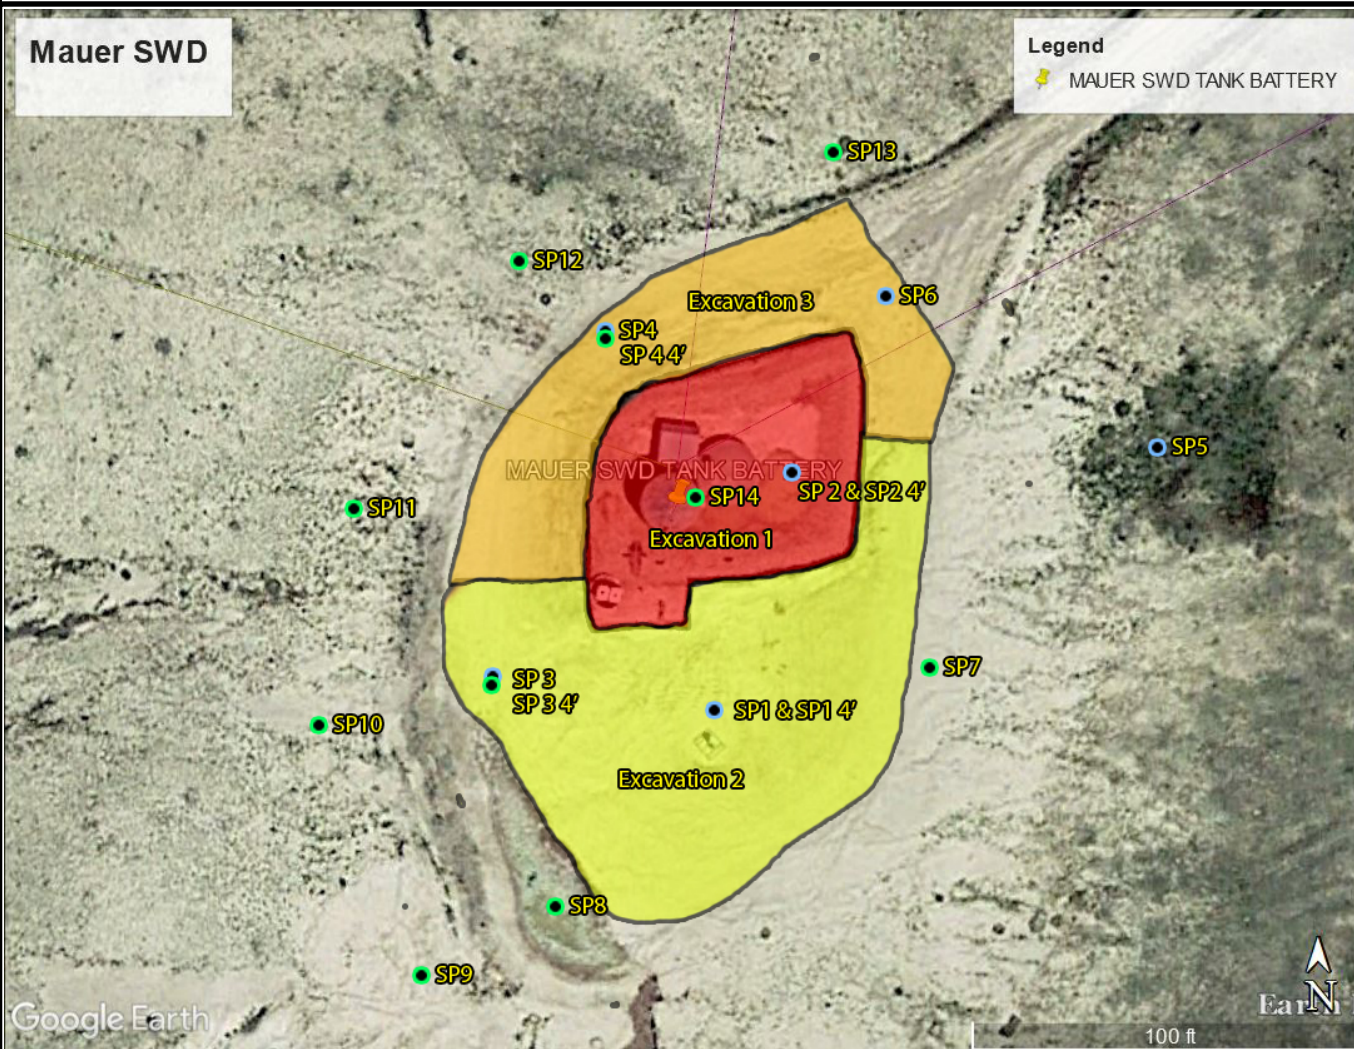 Mauer SWD
Legend
MAUER SWD TANK BATTERY
SP13
SP12
Excavation 3
SP6
SP4
SP 4 4'
SP5
MAUER SWD TANK BATTERY
SP 2 & SP2 4'
SP14
SP11
Excavation 1
SP7
SP 3
SP 3 4'
SP1 & SP1 4'
SP10
Excavation 2
SP8
SP9
Google Earth
N
100 ft